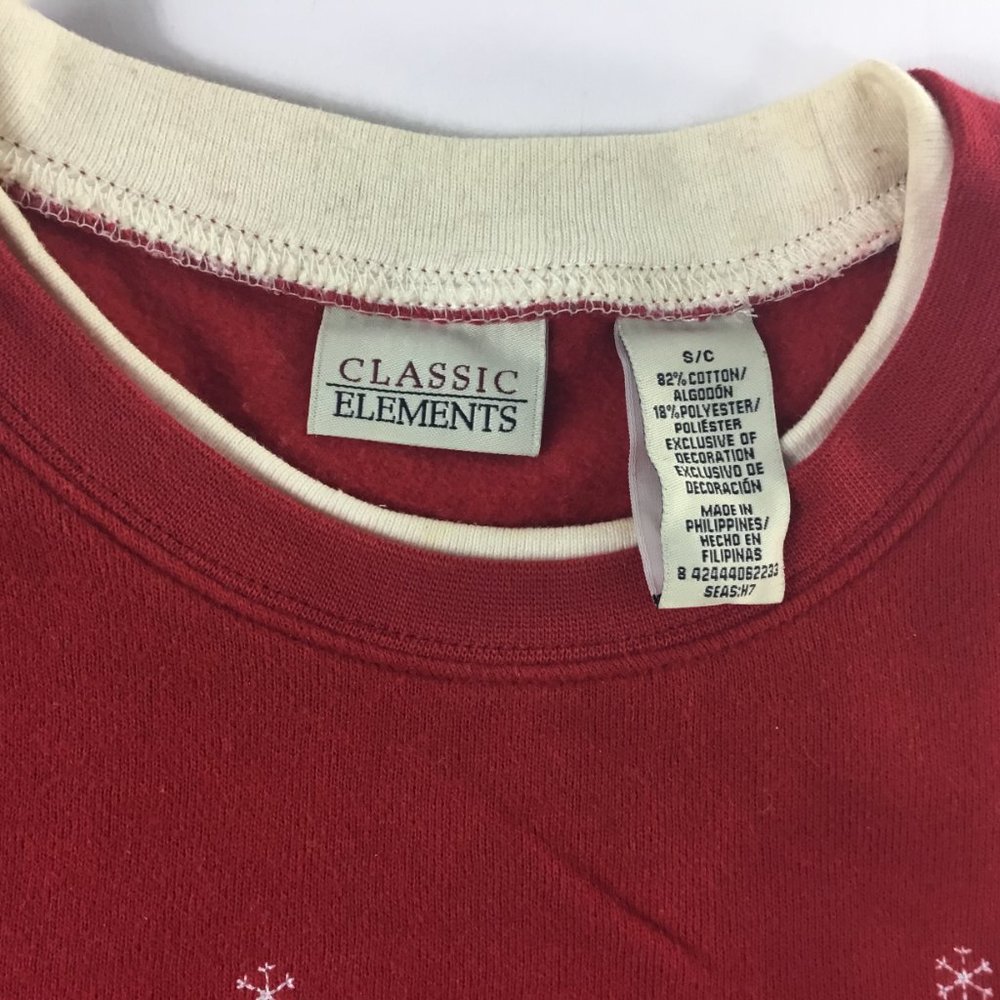 CLASSIC
ELEMENTS
S/C
82% COTTON/
ALGODÓN
18% POLYESTER/
POLIÉSTER
EXCLUSIVE OF
DECORATION
EXCLUSIVO DE
DECORACIÓN
MADE IN
PHILIPPINES/
HECHO EN
FILIPINAS
8 42444062233
SEAS:H7